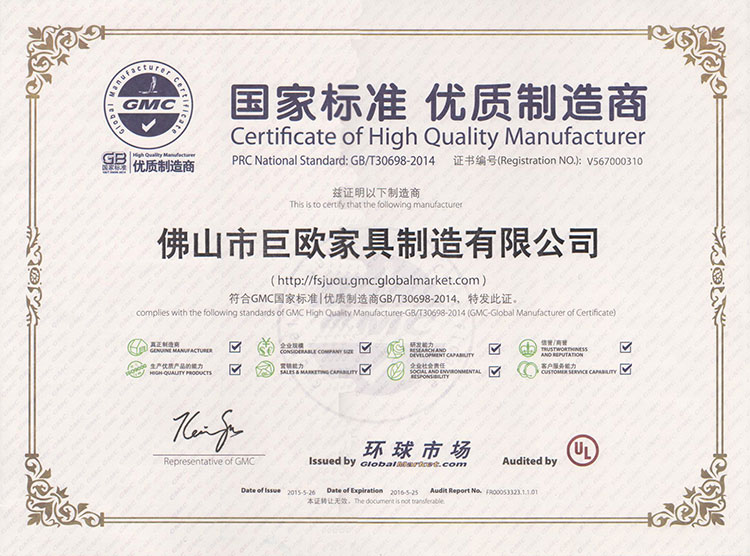 Global Manufacturer Certificate
GMC
GB
国家标准
GB/T 30698-2014
High Quality Manufacturer
优质制造商
国家标准 优质制造商
Certificate of High Quality Manufacturer
PRC National Standard: GB/T30698-2014 证书编号(Registration NO.): V567000310
兹证明以下制造商
This is to certify that the following manufacturer
佛山市巨欧家具制造有限公司
( http://fsjuou.gmc.globalmarket.com )
符合GMC国家标准|优质制造商GB/T30698-2014，特发此证。
complies with the following standards of GMC High Quality Manufacturer-GB/T30698-2014 (GMC-Global Manufacturer of Certificate)
真正制造商
GENUINE MANUFACTURER
企业规模
CONSIDERABLE COMPANY SIZE
研发能力
RESEARCH AND
DEVELOPMENT CAPABILITY
信誉/商誉
TRUSTWORTHINESS
AND REPUTATION
生产优质产品的能力
HIGH-QUALITY PRODUCTS
营销能力
SALES & MARKETING CAPABILITY
企业社会责任
SOCIAL AND ENVIRONMENTAL
RESPONSIBILITY
客户服务能力
CUSTOMER SERVICE CAPABILITY
Representative of GMC
Issued by 环球市场
GlobalMarket.com
Audited by UL
Date of Issue 2015-5-26 Date of Expiration 2016-5-25 Audit Report No. FR00053323.1.1.01
本证转让无效。 The document is not transferable.